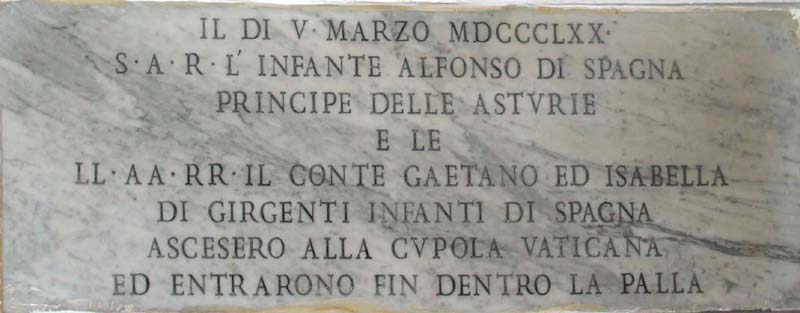 IL DI V·MARZO MDCCCLXX·
S·A·R·L' INFANTE ALFONSO DI SPAGNA
PRINCIPE DELLE ASTVRIE
E LE
LL·AA·RR·IL CONTE GAETANO ED ISABELLA
DI GIRGENTI INFANTI DI SPAGNA
ASCESERO ALLA CVPOLA VATICANA
ED ENTRARONO FIN DENTRO LA PALLA